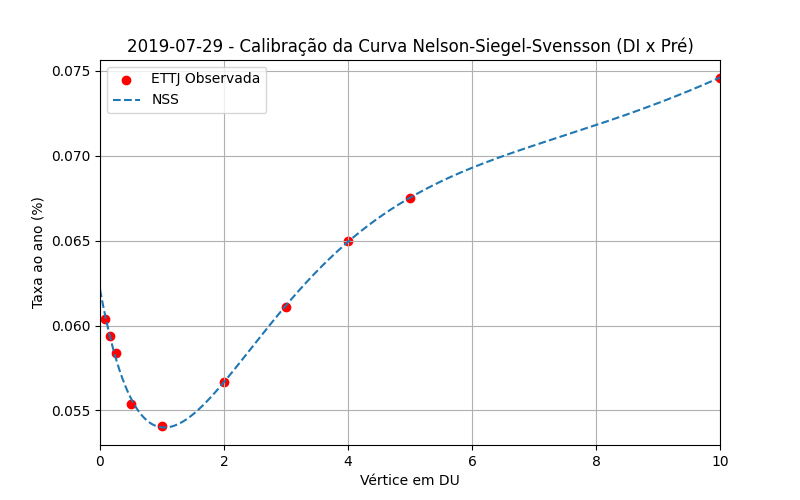 2019-07-29 - Calibração da Curva Nelson-Siegel-Svensson (DI x Pré)
ETTJ Observada
NSS
Taxa ao ano (%)
0.075
0.070
0.065
0.060
0.055
0 2 4 6 8 10
Vértice em DU